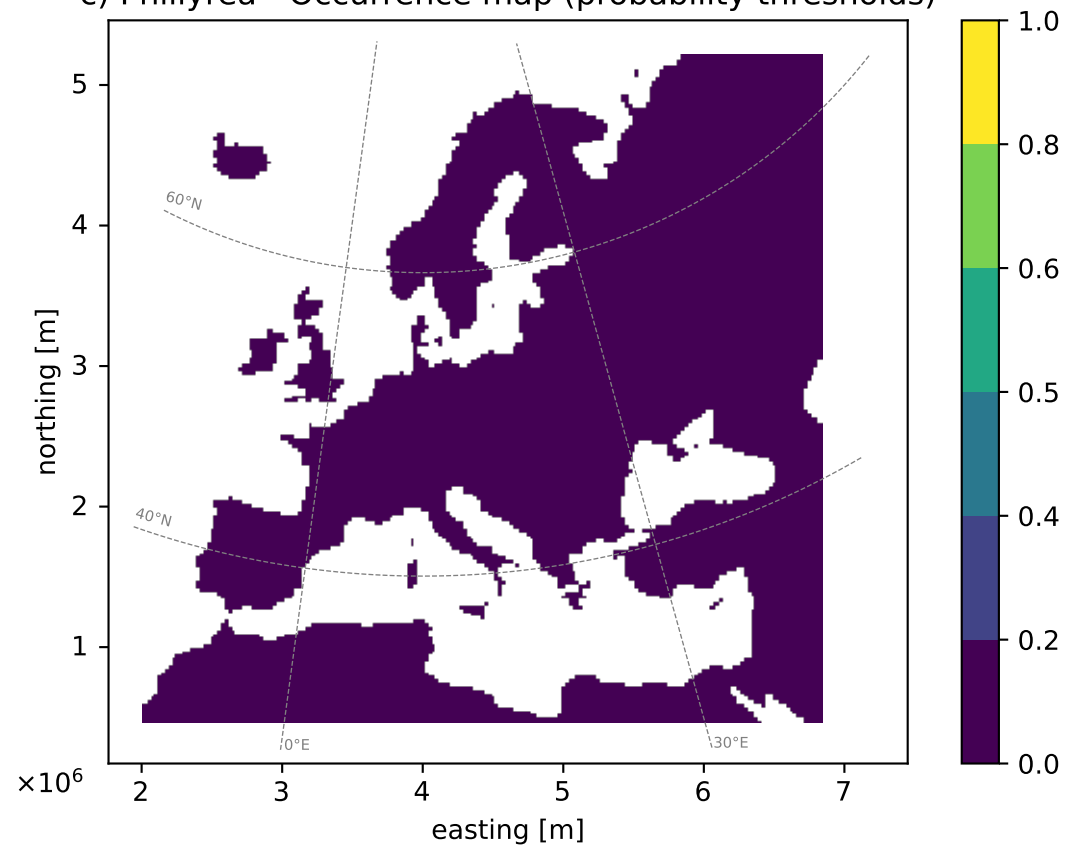 c) Phillyrea - Occurrence map (probability thresholds)
1.0
0.8
0.6
0.5
0.4
0.2
0.0
5
4
3
2
1
northing [m]
60°N
40°N
0°E
30°E
×10⁶
2 3 4 5 6 7
easting [m]